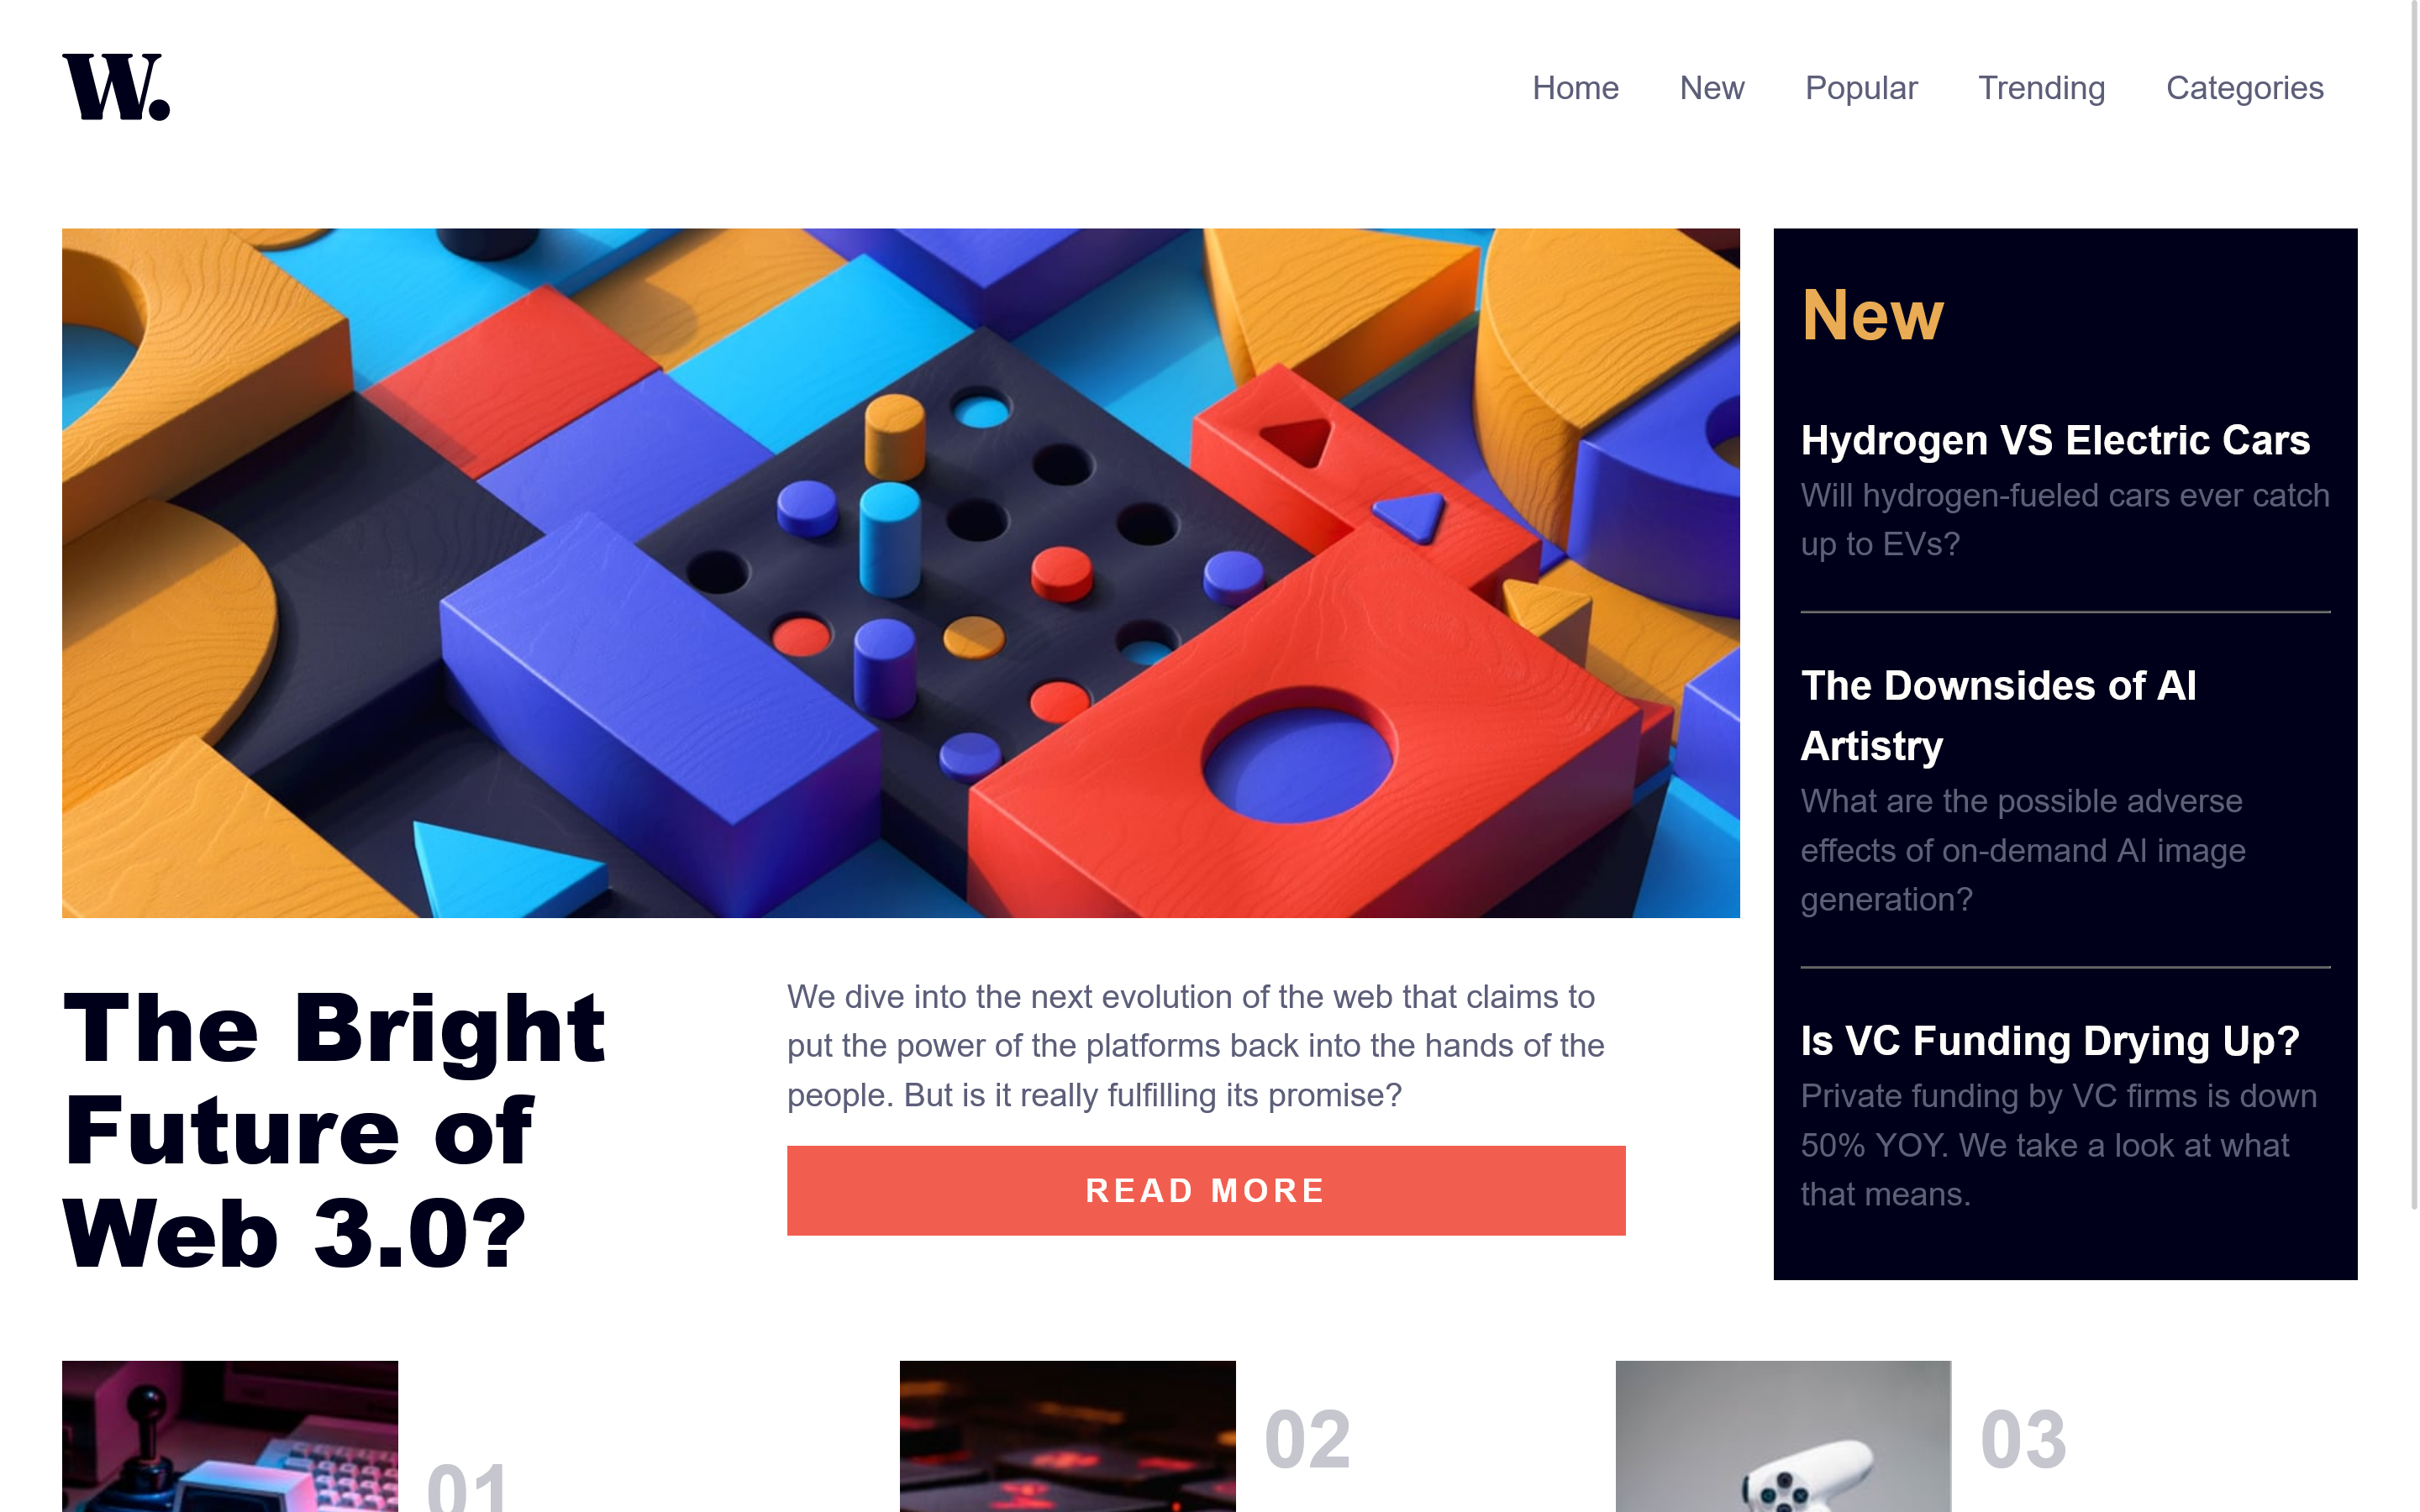 W.
Home New Popular Trending Categories
New
Hydrogen VS Electric Cars
Will hydrogen-fueled cars ever catch
up to EVs?
The Downsides of AI
Artistry
What are the possible adverse
effects of on-demand AI image
generation?
Is VC Funding Drying Up?
Private funding by VC firms is down
50% YOY. We take a look at what
that means.
The Bright
Future of
Web 3.0?
We dive into the next evolution of the web that claims to
put the power of the platforms back into the hands of the
people. But is it really fulfilling its promise?
READ MORE
01
02
03